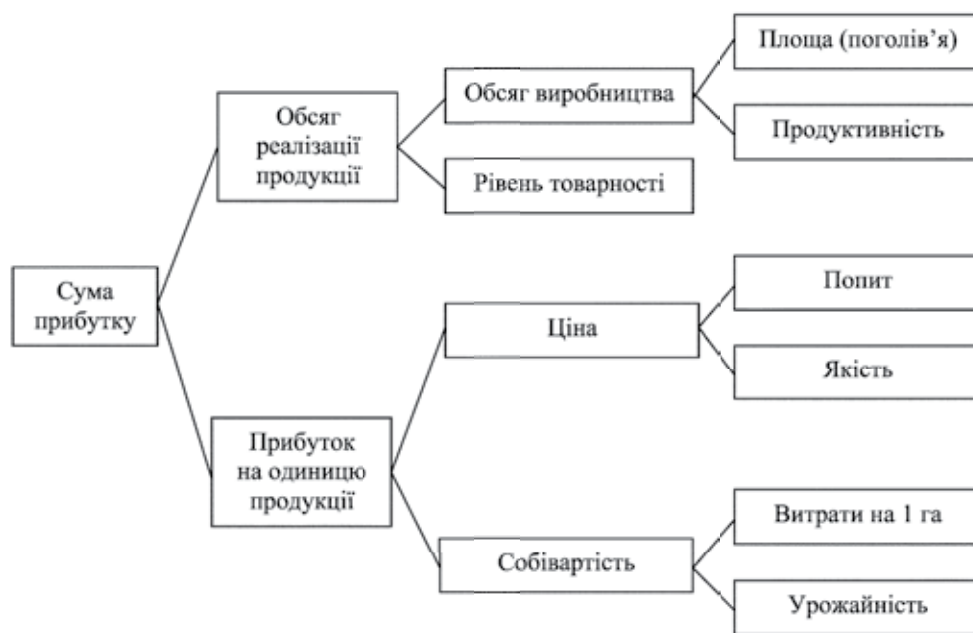 Сума
прибутку
Обсяг
реалізації
продукції
Прибуток
на одиницю
продукції
Обсяг виробництва
Рівень товарності
Ціна
Собівартість
Площа (поголів’я)
Продуктивність
Попит
Якість
Витрати на 1 га
Урожайність